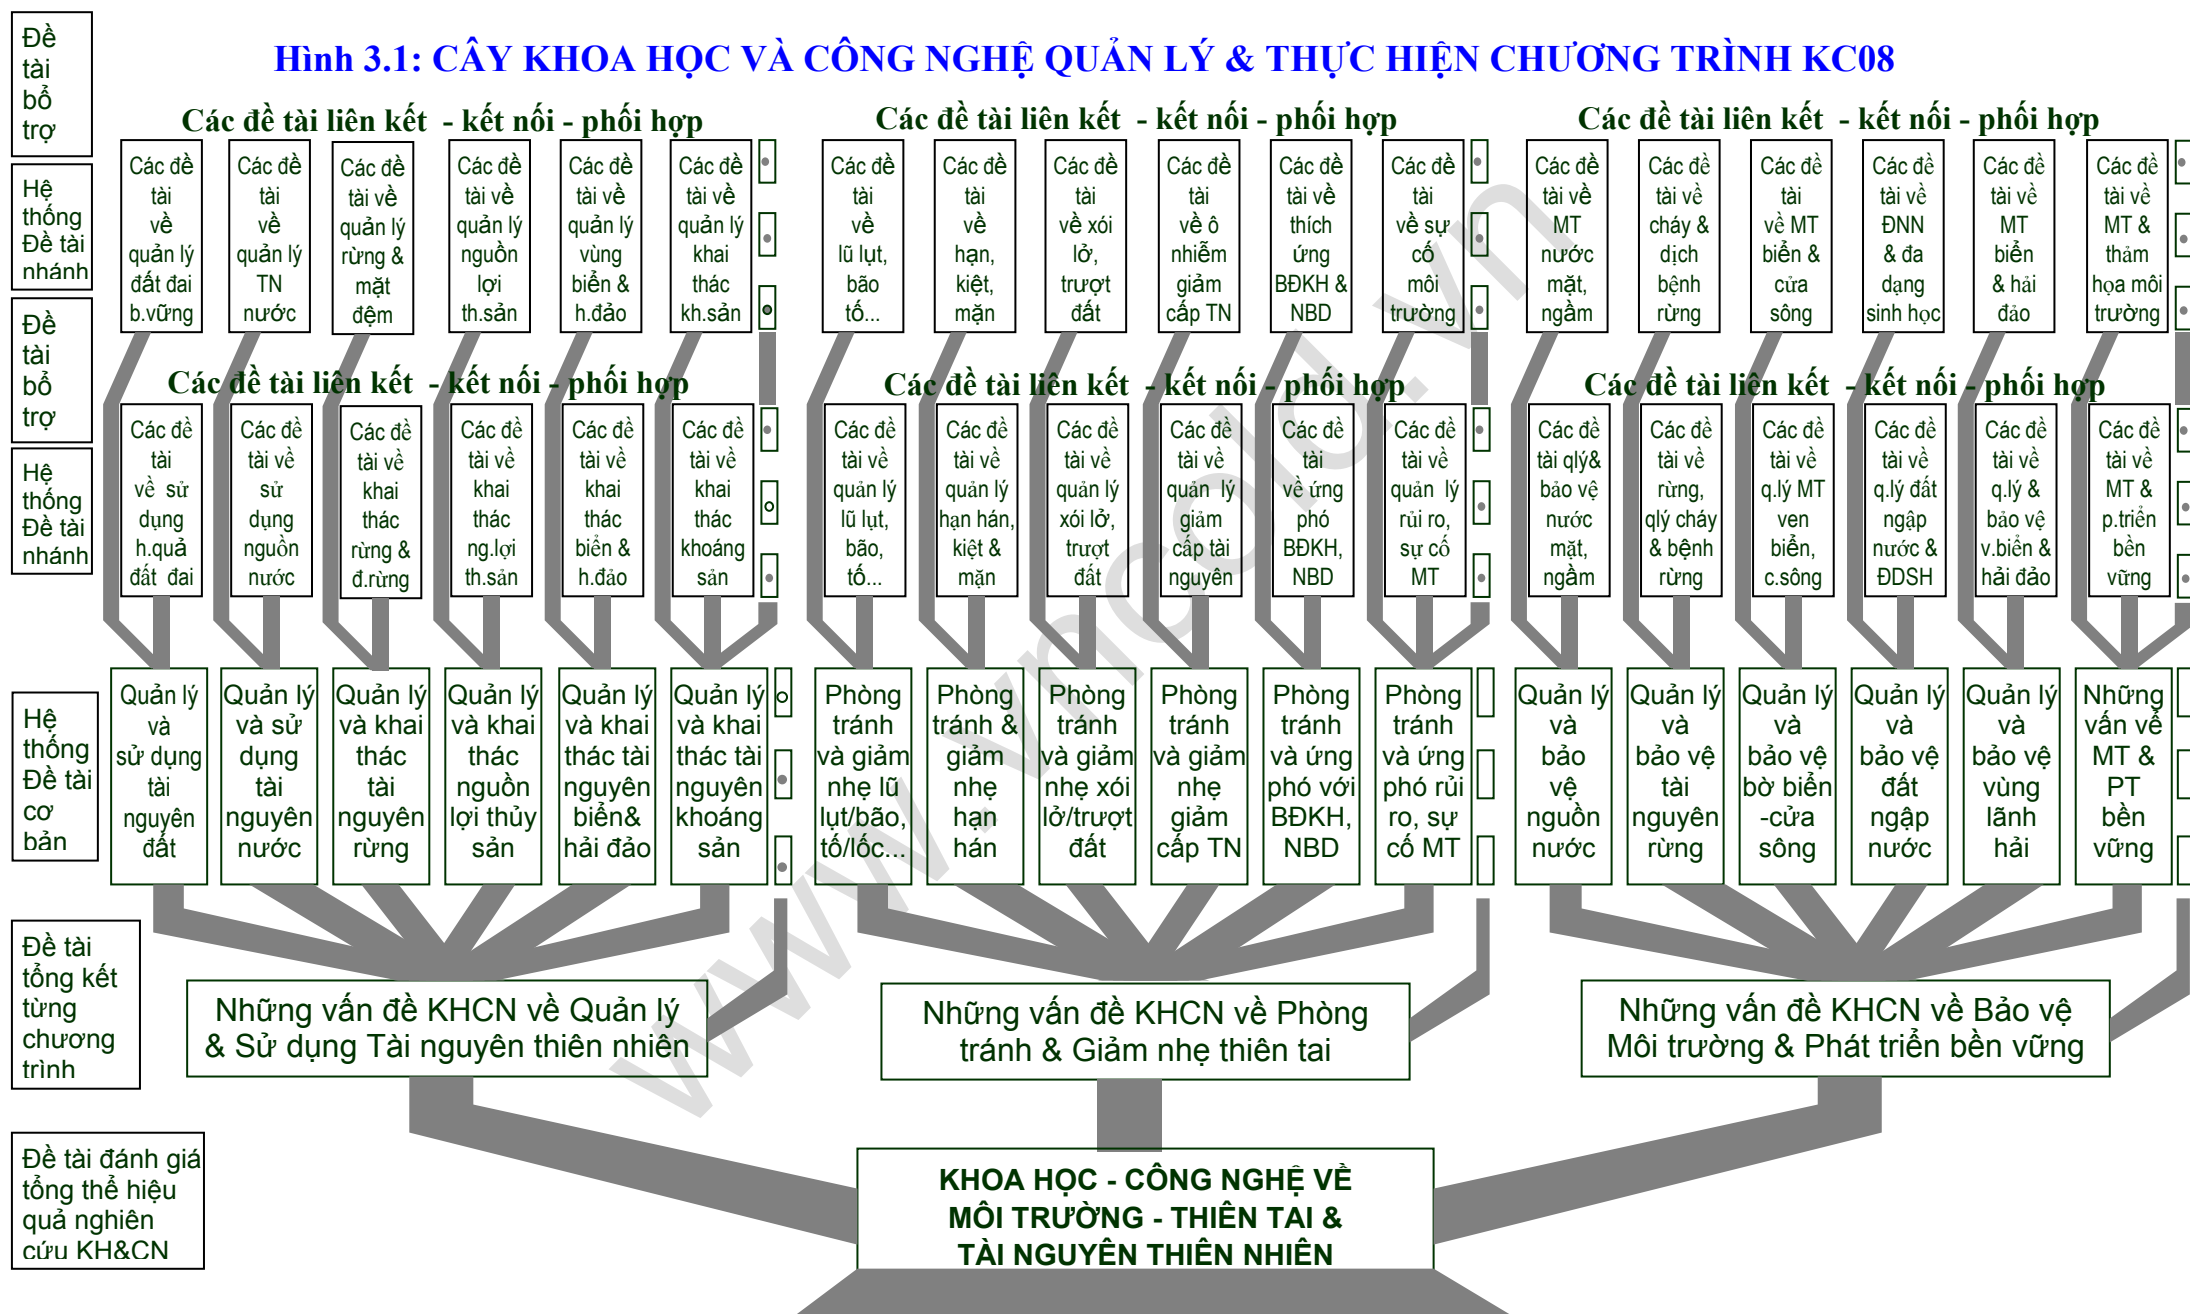 Hình 3.1: CÂY KHOA HỌC VÀ CÔNG NGHỆ QUẢN LÝ & THỰC HIỆN CHƯƠNG TRÌNH KC08
Đề
tài
bổ
trợ
Hệ
thống
Đề tài
nhánh
Đề
tài
bổ
trợ
Hệ
thống
Đề tài
nhánh
Hệ
thống
Đề tài
cơ
bản
Đề tài
tổng kết
từng
chương
trình
Đề tài đánh giá
tổng thể hiệu
quả nghiên
cứu KH&CN
Các đề tài liên kết - kết nối - phối hợp
Các đề tài liên kết - kết nối - phối hợp
Các đề tài liên kết - kết nối - phối hợp
Các đề
tài
về
quản lý
đất đai
b.vững
Các đề
tài
về
quản lý
TN
nước
Các đề
tài về
quản lý
rừng &
mặt
đệm
Các đề
tài về
quản lý
nguồn
lợi
th.sản
Các đề
tài về
quản lý
vùng
biển &
h.đảo
Các đề
tài về
quản lý
khai
thác
kh.sản
Các đề
tài
về
lũ lụt,
bão
tố...
Các đề
tài
về
hạn,
kiệt,
mặn
Các đề
tài
về xói
lở,
trượt
đất
Các đề
tài
về ô
nhiễm
giảm
cấp TN
Các đề
tài về
thích
ứng
BĐKH &
NBD
Các đề
tài
về sự
cố
môi
trường
Các đề
tài về
MT
nước
mặt,
ngầm
Các đề
tài về
cháy &
dịch
bệnh
rừng
Các đề
tài
về MT
biển &
cửa
sông
Các đề
tài về
ĐNN
& đa
dạng
sinh học
Các đề
tài về
MT
biển
& hải
đảo
Các đề
tài về
MT &
thảm
họa môi
trường
Các đề tài liên kết - kết nối - phối hợp
Các đề tài liên kết - kết nối - phối hợp
Các đề tài liên kết - kết nối - phối hợp
Các đề
tài
về sử
dụng
h.quả
đất đai
Các đề
tài về
sử
dụng
nguồn
nước
Các đề
tài về
khai
thác
rừng &
đ.rừng
Các đề
tài về
khai
thác
ng.lợi
th.sản
Các đề
tài về
khai
thác
biển &
h.đảo
Các đề
tài về
khai
thác
khoáng
sản
Các đề
tài về
quản lý
lũ lụt,
bão,
tố...
Các đề
tài về
quản lý
hạn hán,
kiệt &
mặn
Các đề
tài về
quản lý
xói lở,
trượt
đất
Các đề
tài về
quản lý
giảm
cấp tài
nguyên
Các đề
tài
về ứng
phó
BĐKH,
NBD
Các đề
tài về
quản lý
rủi ro,
sự cố
MT
Các đề
tài qlý&
bảo vệ
nước
mặt,
ngầm
Các đề
tài về
rừng,
qlý cháy
& bệnh
rừng
Các đề
tài về
q.lý MT
ven
biển,
c.sông
Các đề
tài về
q.lý đất
ngập
nước &
ĐDSH
Các đề
tài về
q.lý &
bảo vệ
v.biển &
hải đảo
Các đề
tài về
MT &
p.triển
bền
vững
Quản lý
và
sử dụng
tài
nguyên
đất
Quản lý
và sử
dụng
tài
nguyên
nước
Quản lý
và khai
thác
tài
nguyên
rừng
Quản lý
và khai
thác
nguồn
lợi thủy
sản
Quản lý
và khai
thác tài
nguyên
biển&
hải đảo
Quản lý
và khai
thác tài
nguyên
khoáng
sản
Phòng
tránh
và giảm
nhẹ lũ
lụt/bão,
tố/lốc...
Phòng
tránh &
giảm
nhẹ
hạn
hán
Phòng
tránh
và giảm
nhẹ xói
lở/trượt
đất
Phòng
tránh
và giảm
nhẹ
giảm
cấp TN
Phòng
tránh
và ứng
phó với
BĐKH,
NBD
Phòng
tránh
và ứng
phó rủi
ro, sự
cố MT
Quản lý
và
bảo
vệ
nguồn
nước
Quản lý
và
bảo vệ
tài
nguyên
rừng
Quản lý
và
bảo vệ
bờ biển
-cửa
sông
Quản lý
và
bảo vệ
đất
ngập
nước
Quản lý
và
bảo vệ
vùng
lãnh
hải
Những
vấn về
MT &
PT
bền
vững
Những vấn đề KHCN về Quản lý
& Sử dụng Tài nguyên thiên nhiên
Những vấn đề KHCN về Phòng
tránh & Giảm nhẹ thiên tai
Những vấn đề KHCN về Bảo vệ
Môi trường & Phát triển bền vững
KHOA HỌC - CÔNG NGHỆ VỀ
MÔI TRƯỜNG - THIÊN TAI &
TÀI NGUYÊN THIÊN NHIÊN
www.vncold.vn